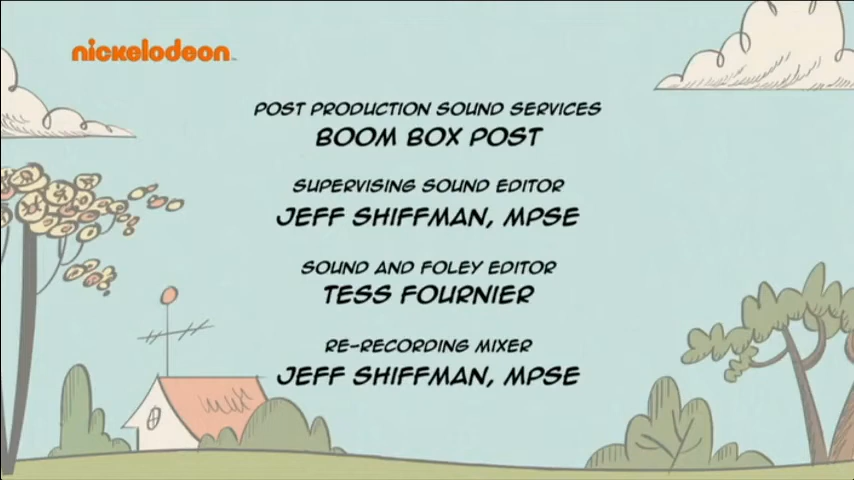 nickelodeon™
POST PRODUCTION SOUND SERVICES
BOOM BOX POST
SUPERVISING SOUND EDITOR
JEFF SHIFFMAN, MPSE
SOUND AND FOLEY EDITOR
TESS FOURNIER
RE-RECORDING MIXER
JEFF SHIFFMAN, MPSE